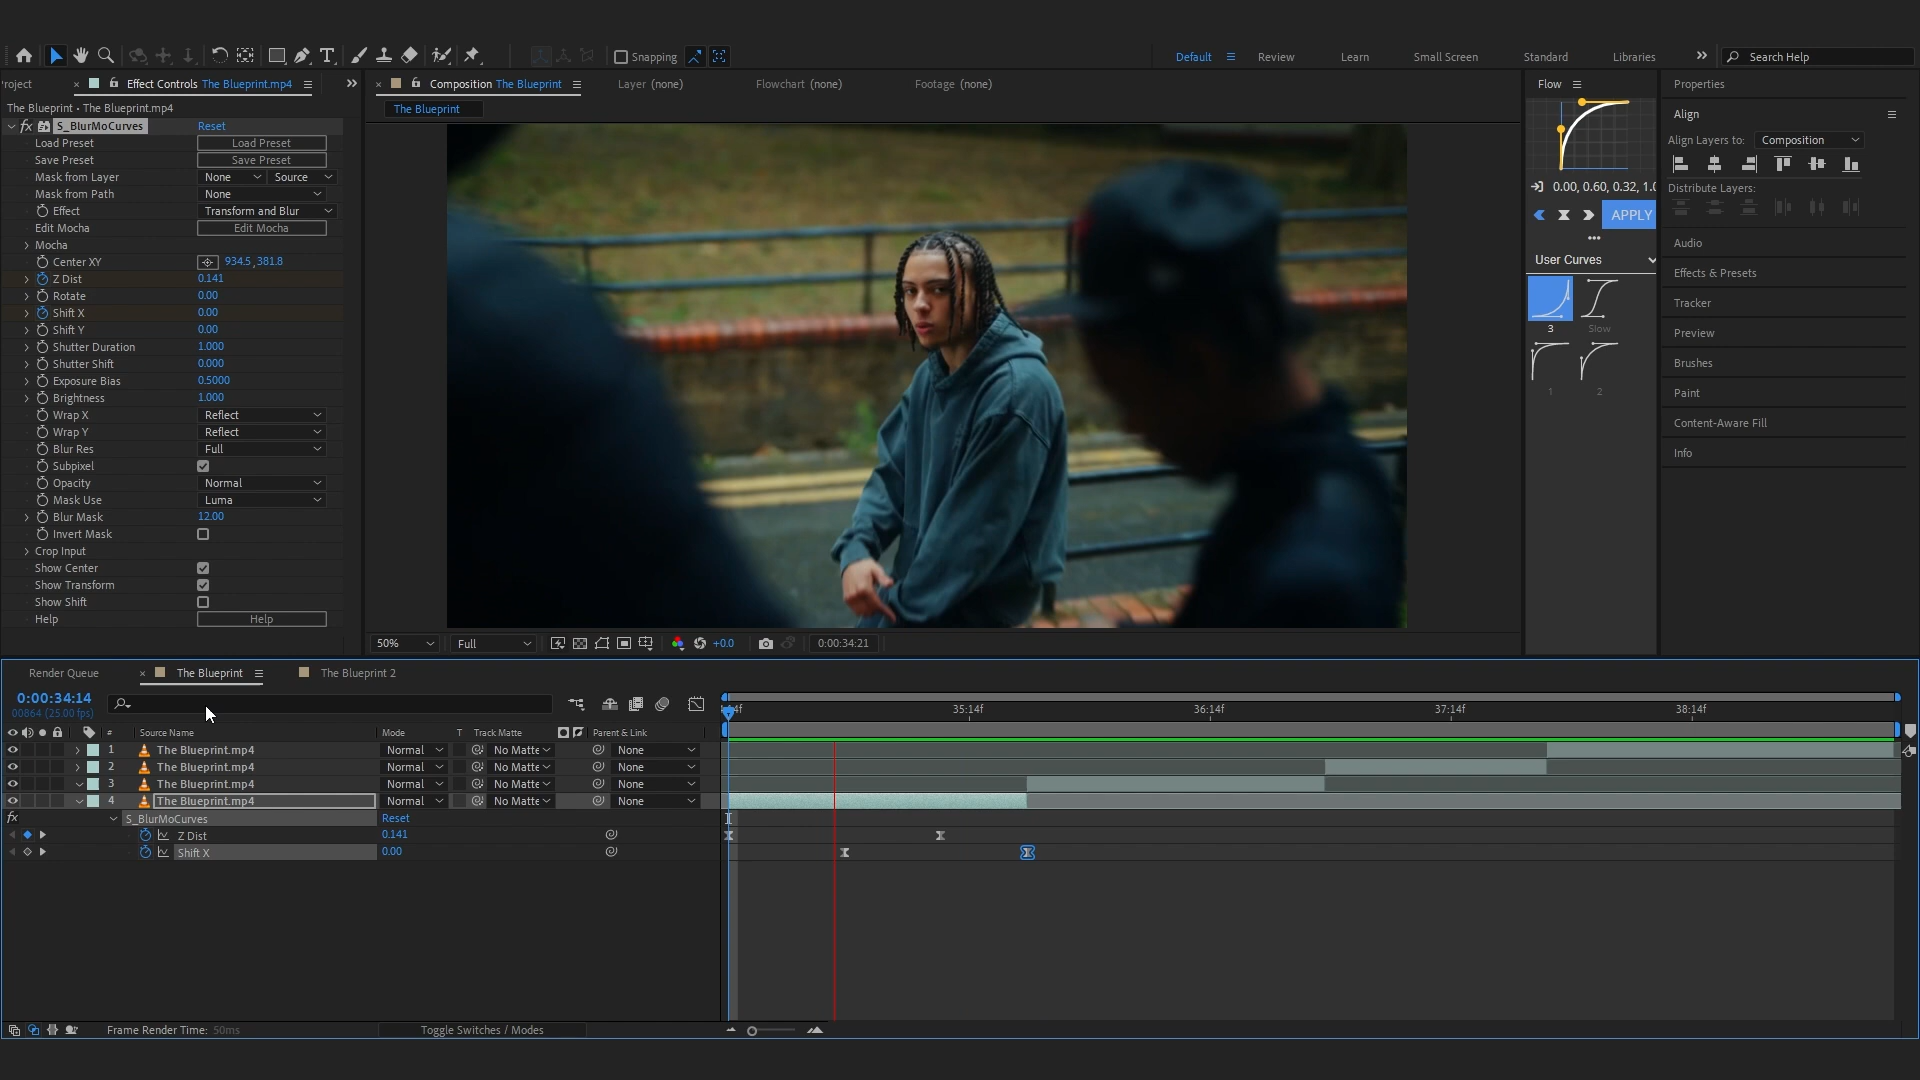 Snapping
Default
Review
Learn
Small Screen
Standard
Libraries
Search Help
roject
Effect Controls The Blueprint.mp4
Composition The Blueprint
Layer (none)
Flowchart (none)
Footage (none)
Flow
Properties
The Blueprint • The Blueprint.mp4
The Blueprint
fx S_BlurMoCurves Reset
Load Preset Load Preset
Save Preset Save Preset
Mask from Layer None Source
Mask from Path None
Effect Transform and Blur
Edit Mocha Edit Mocha
Mocha
Center XY 934.5, 381.8
Z Dist 0.141
Rotate 0.00
Shift X 0.00
Shift Y 0.00
Shutter Duration 1.000
Shutter Shift 0.000
Exposure Bias 0.5000
Brightness 1.000
Wrap X Reflect
Wrap Y Reflect
Blur Res Full
Subpixel
Opacity Normal
Mask Use Luma
Blur Mask 12.00
Invert Mask
Crop Input
Show Center
Show Transform
Show Shift
Help Help
50% Full +0.0 0:00:34:21
0.00, 0.60, 0.32, 1.0
APPLY
User Curves
3 Slow
1 2
Align
Align Layers to: Composition
Distribute Layers:
Audio
Effects & Presets
Tracker
Preview
Brushes
Paint
Content-Aware Fill
Info
Render Queue
The Blueprint
The Blueprint 2
0:00:34:14
00864 (25.00 fps)
4f 35:14f 36:14f 37:14f 38:14f
# Source Name Mode T Track Matte Parent & Link
1 The Blueprint.mp4 Normal No Matte None
2 The Blueprint.mp4 Normal No Matte None
3 The Blueprint.mp4 Normal No Matte None
4 The Blueprint.mp4 Normal No Matte None
fx S_BlurMoCurves Reset
Z Dist 0.141
Shift X 0.00
Frame Render Time: 50ms
Toggle Switches / Modes